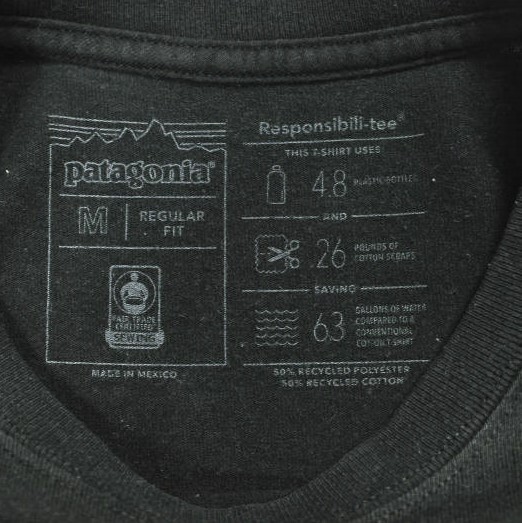 patagonia®
M
REGULAR
FIT
FAIR TRADE
CERTIFIED
SEWING
MADE IN MEXICO
Responsibili-tee®
THIS T-SHIRT USES
4.8 PLASTIC BOTTLES
AND
.26 POUNDS OF
COTTON SCRAPS
SAVING
63 GALLONS OF WATER
COMPARED TO A
CONVENTIONAL
COTTON T-SHIRT
50% RECYCLED POLYESTER
50% RECYCLED COTTON